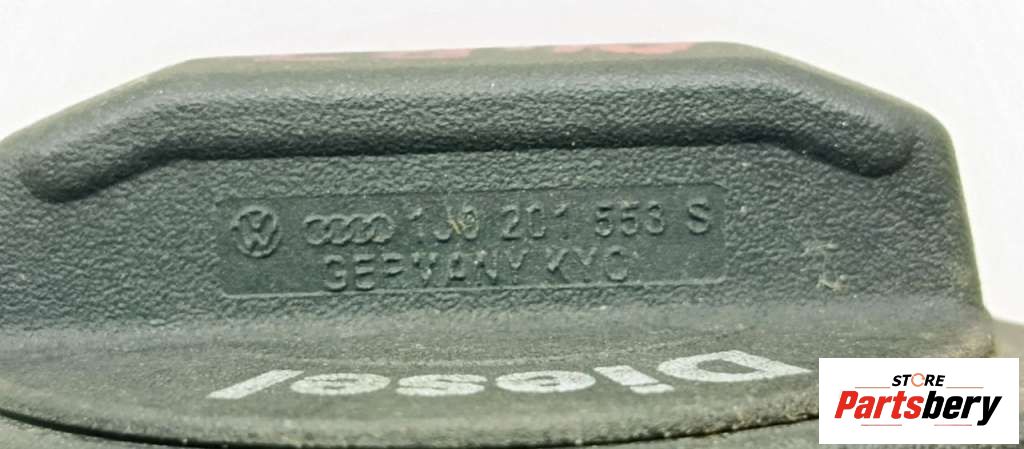 1J0 201 553 S
GERMANY KYO
Diesel
STORE
Partsbery